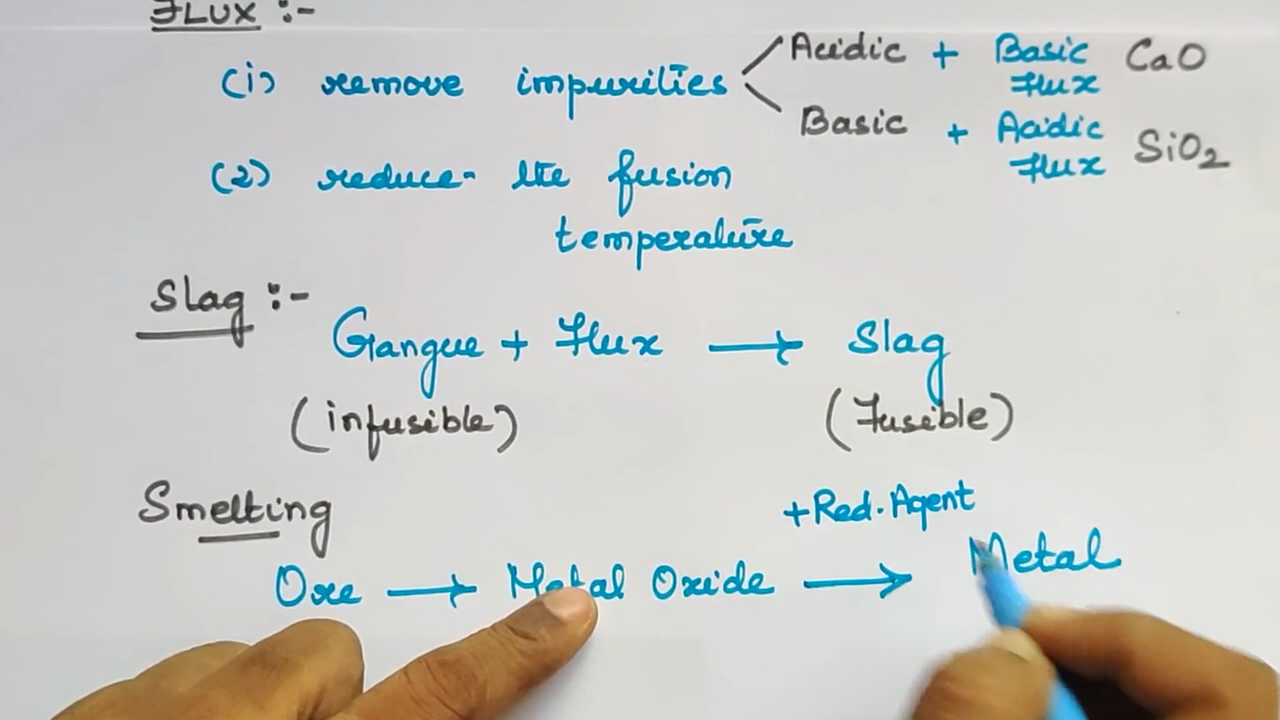 FLUX :-
(i) remove impurities Acidic + Basic Flux CaO
Basic + Acidic Flux SiO2
(2) reduce the fusion
temperature
Slag :-
Gangue + Flux → Slag
(infusible) (Fusible)
Smelting
+Red. Agent
Ore → Metal Oxide → Metal